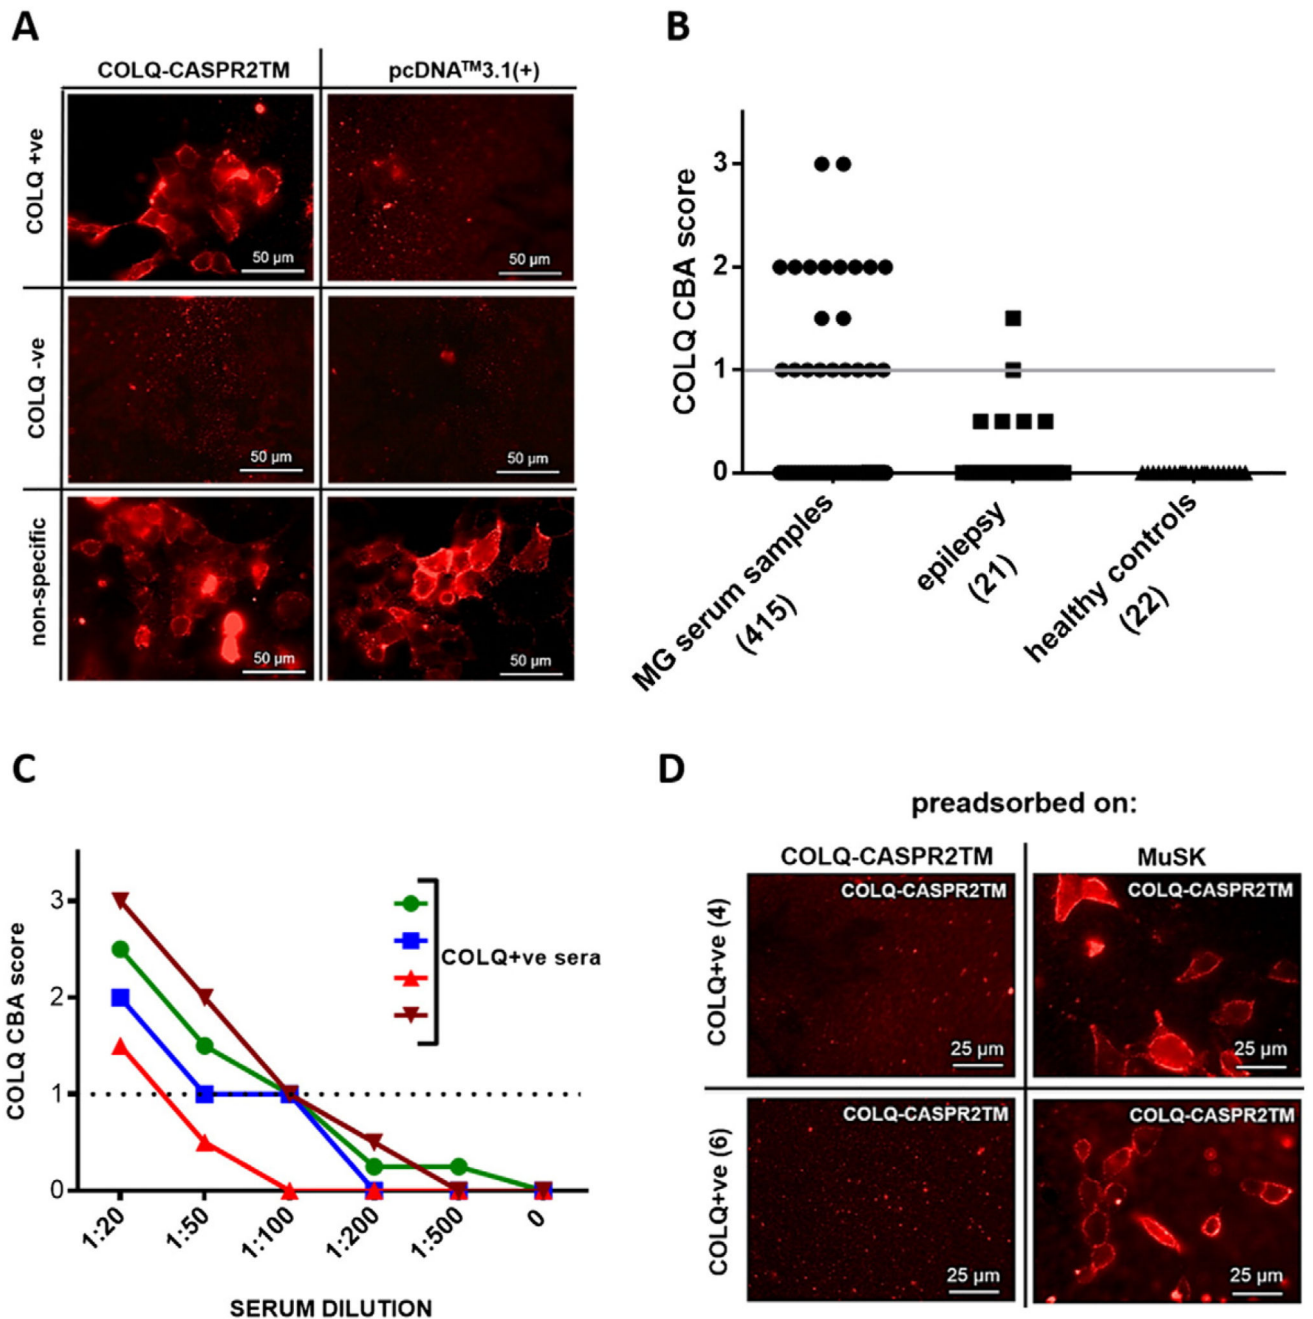 A
COLQ-CASPR2TM
pcDNA™3.1(+)
COLQ +ve
50 µm
50 µm
COLQ -ve
50 µm
50 µm
non-specific
50 µm
50 µm
B
COLQ CBA score
3
2
1
0
MG serum samples
(415)
epilepsy
(21)
healthy controls
(22)
C
COLQ CBA score
3
2
1
0
COLQ+ve sera
1:20
1:50
1:100
1:200
1:500
0
SERUM DILUTION
D
preadsorbed on:
COLQ-CASPR2TM
MuSK
COLQ+ve (4)
COLQ-CASPR2TM
25 µm
COLQ-CASPR2TM
25 µm
COLQ+ve (6)
COLQ-CASPR2TM
25 µm
COLQ-CASPR2TM
25 µm